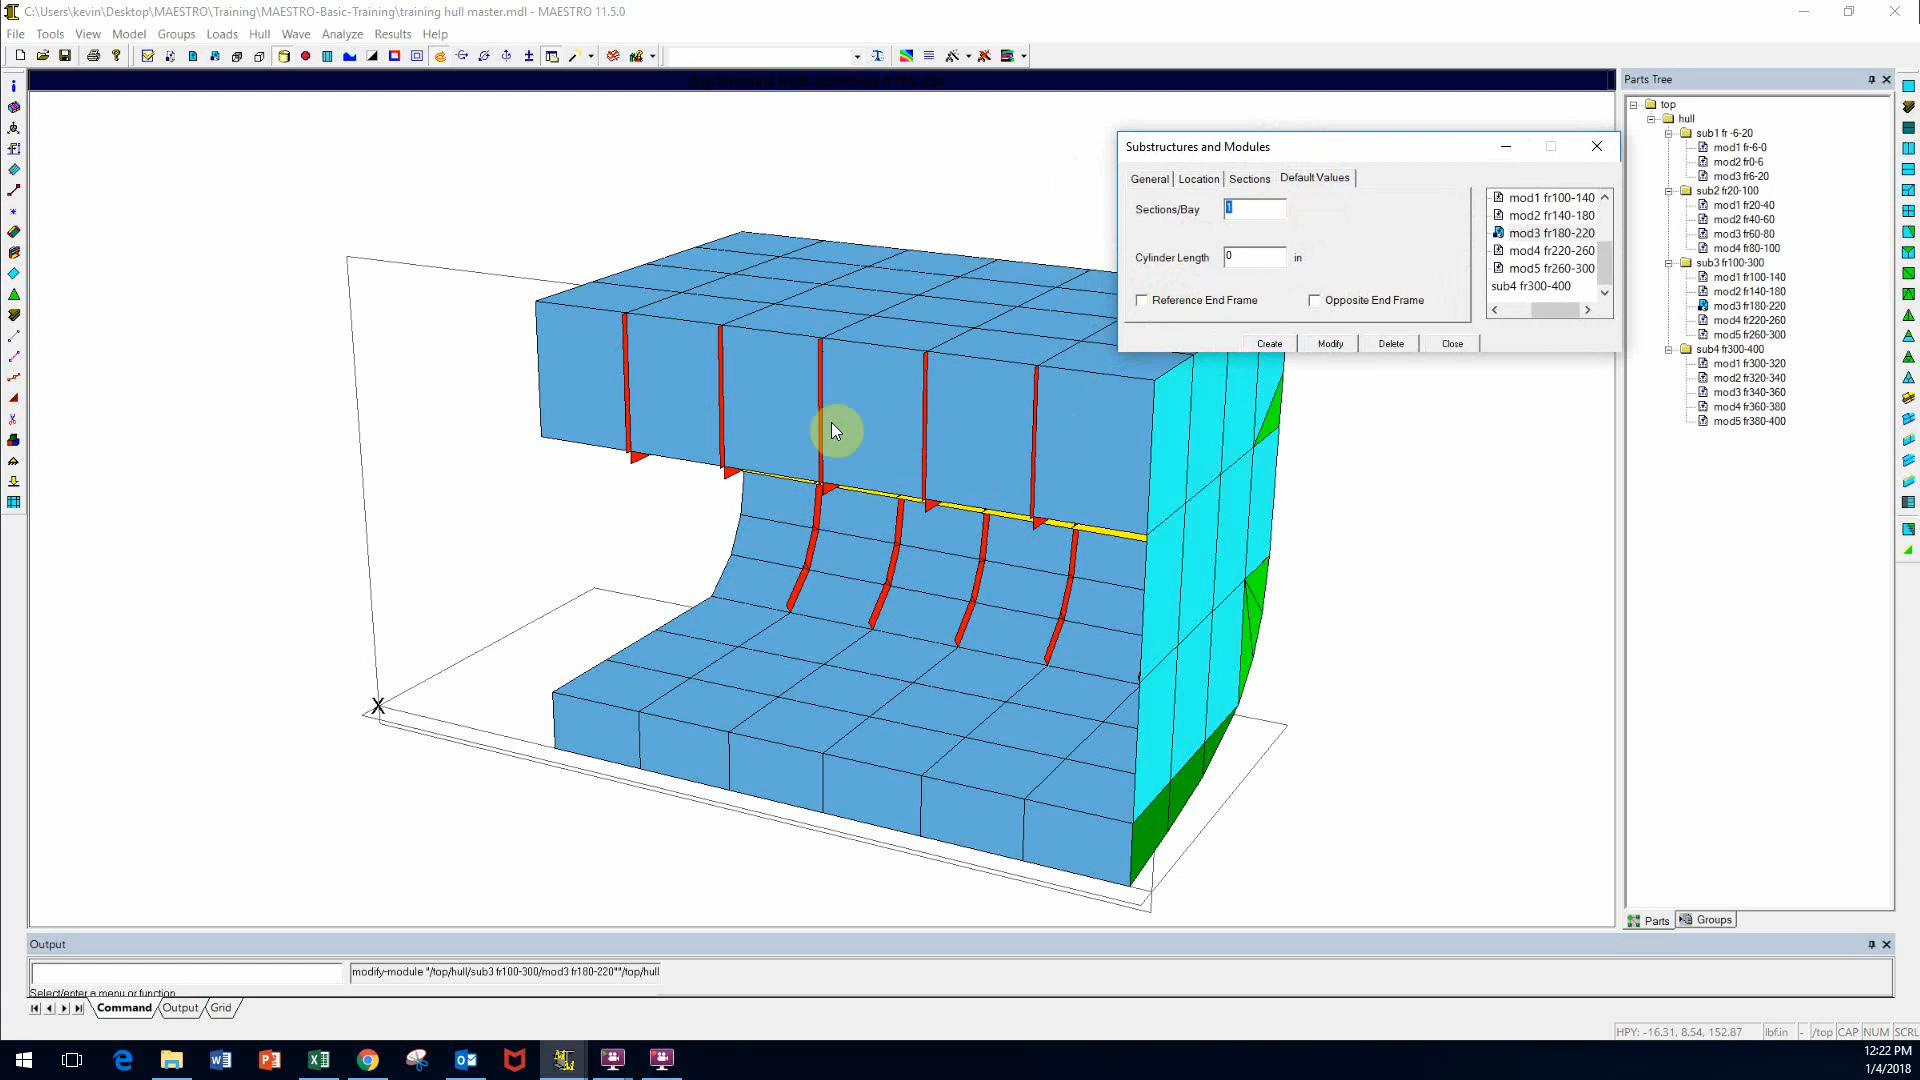 C:\Users\kevin\Desktop\MAESTRO\Training\MAESTRO-Basic-Training\training hull master.mdl - MAESTRO 11.5.0
File Tools View Model Groups Loads Hull Wave Analyze Results Help
Parts Tree
top
hull
sub1 fr -6-20
mod1 fr-6-0
mod2 fr0-6
mod3 fr6-20
sub2 fr20-100
mod1 fr20-40
mod2 fr40-60
mod3 fr60-80
mod4 fr80-100
sub3 fr100-300
mod1 fr100-140
mod2 fr140-180
mod3 fr180-220
mod4 fr220-260
mod5 fr260-300
sub4 fr300-400
mod1 fr300-320
mod2 fr320-340
mod3 fr340-360
mod4 fr360-380
mod5 fr380-400
Parts Groups
Substructures and Modules
General Location Sections Default Values
Sections/Bay 1
Cylinder Length 0 in
Reference End Frame Opposite End Frame
mod1 fr100-140
mod2 fr140-180
mod3 fr180-220
mod4 fr220-260
mod5 fr260-300
sub4 fr300-400
Create Modify Delete Close
X
Output
modify-module "/top/hull/sub3 fr100-300/mod3 fr180-220""/top/hull
Select/enter a menu or function
Command Output Grid
HPY: -16.31, 8.54, 152.87 lbf.in - /top CAP NUM SCRL
12:22 PM
1/4/2018